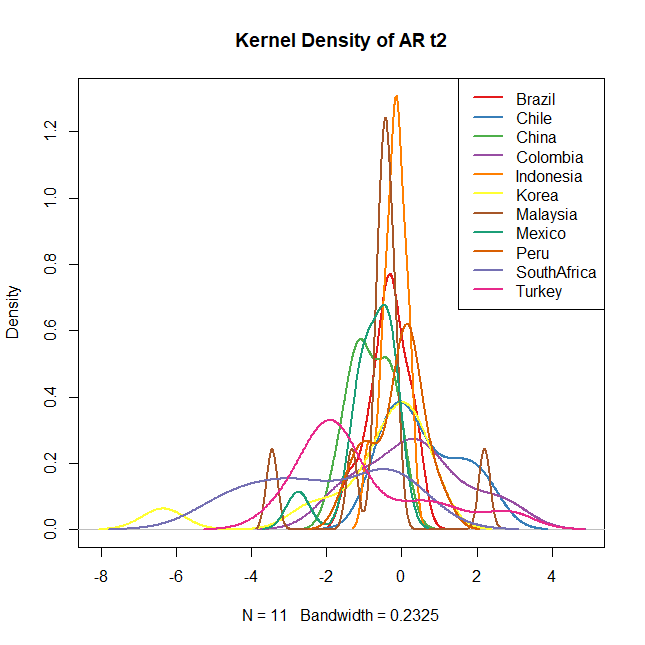 Kernel Density of AR t2
Brazil
Chile
China
Colombia
Indonesia
Korea
Malaysia
Mexico
Peru
SouthAfrica
Turkey
Density
1.2
1.0
0.8
0.6
0.4
0.2
0.0
-8 -6 -4 -2 0 2 4
N = 11 Bandwidth = 0.2325